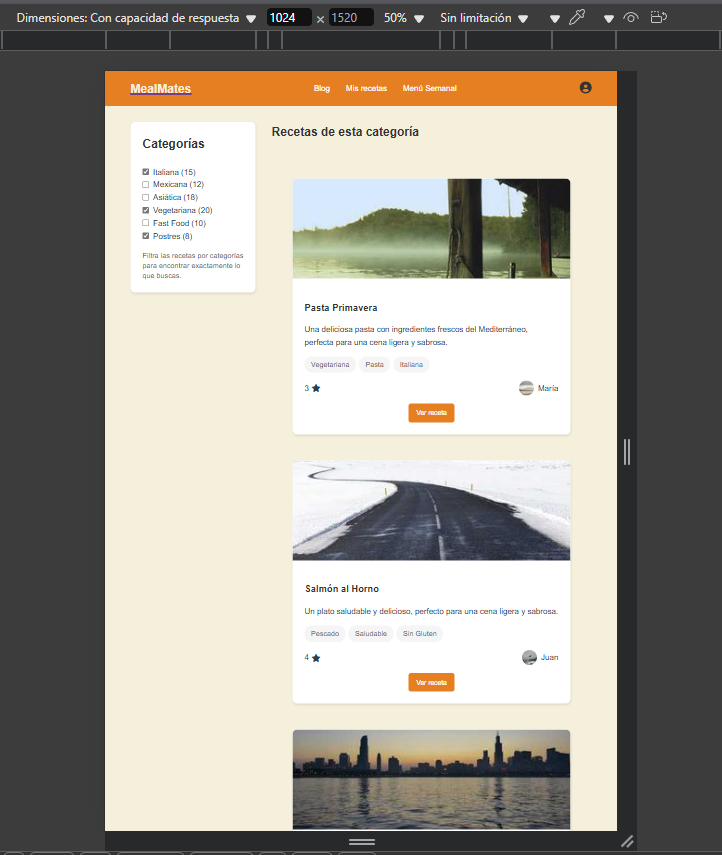 Dimensiones: Con capacidad de respuesta 1024 × 1520 50% Sin limitación
MealMates Blog Mis recetas Menú Semanal
Categorías
Italiana (15)
Mexicana (12)
Asiática (18)
Vegetariana (20)
Fast Food (10)
Postres (8)
Filtra las recetas por categorías
para encontrar exactamente lo
que buscas.
Recetas de esta categoría
Pasta Primavera
Una deliciosa pasta con ingredientes frescos del Mediterráneo,
perfecta para una cena ligera y sabrosa.
Vegetariana Pasta Italiana
3 María
Ver receta
Salmón al Horno
Un plato saludable y delicioso, perfecto para una cena ligera y sabrosa.
Pescado Saludable Sin Gluten
4 Juan
Ver receta